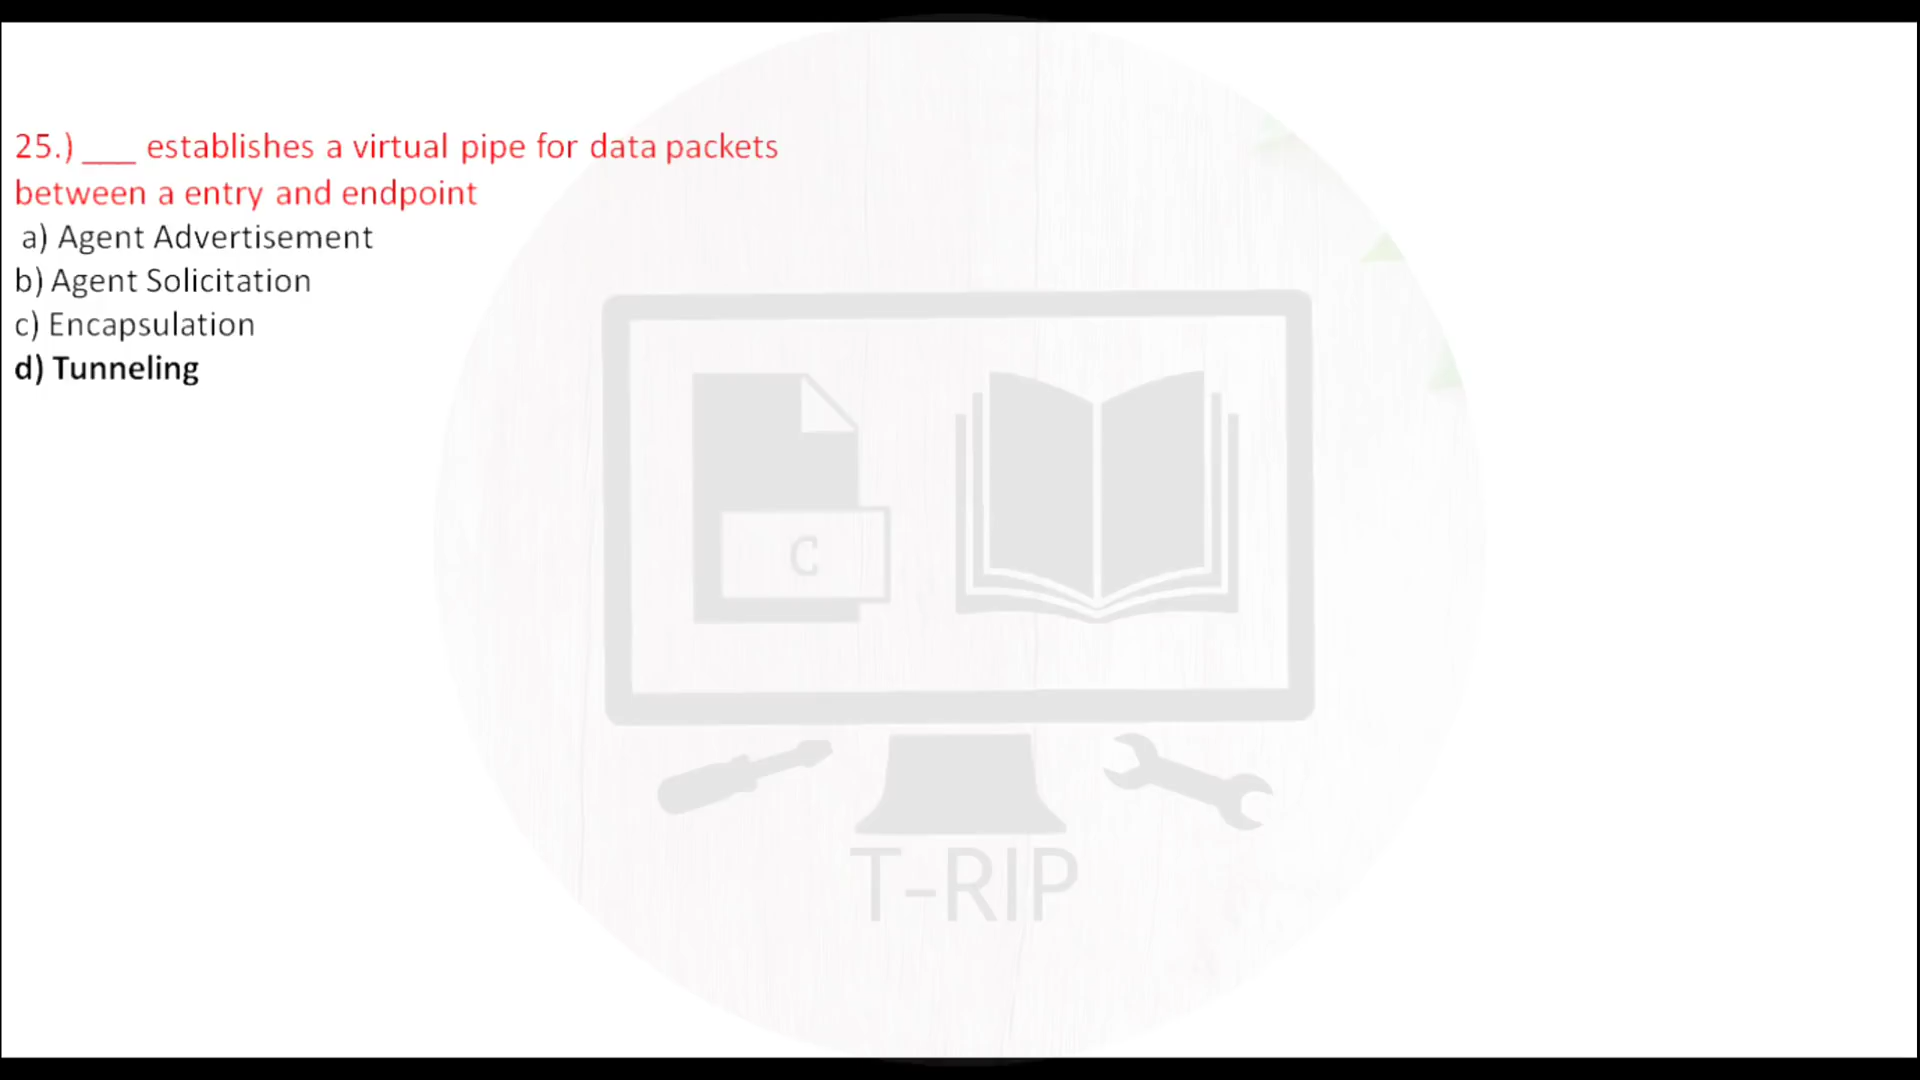 25.) ___ establishes a virtual pipe for data packets
between a entry and endpoint
a) Agent Advertisement
b) Agent Solicitation
c) Encapsulation
d) Tunneling
C
T-RIP